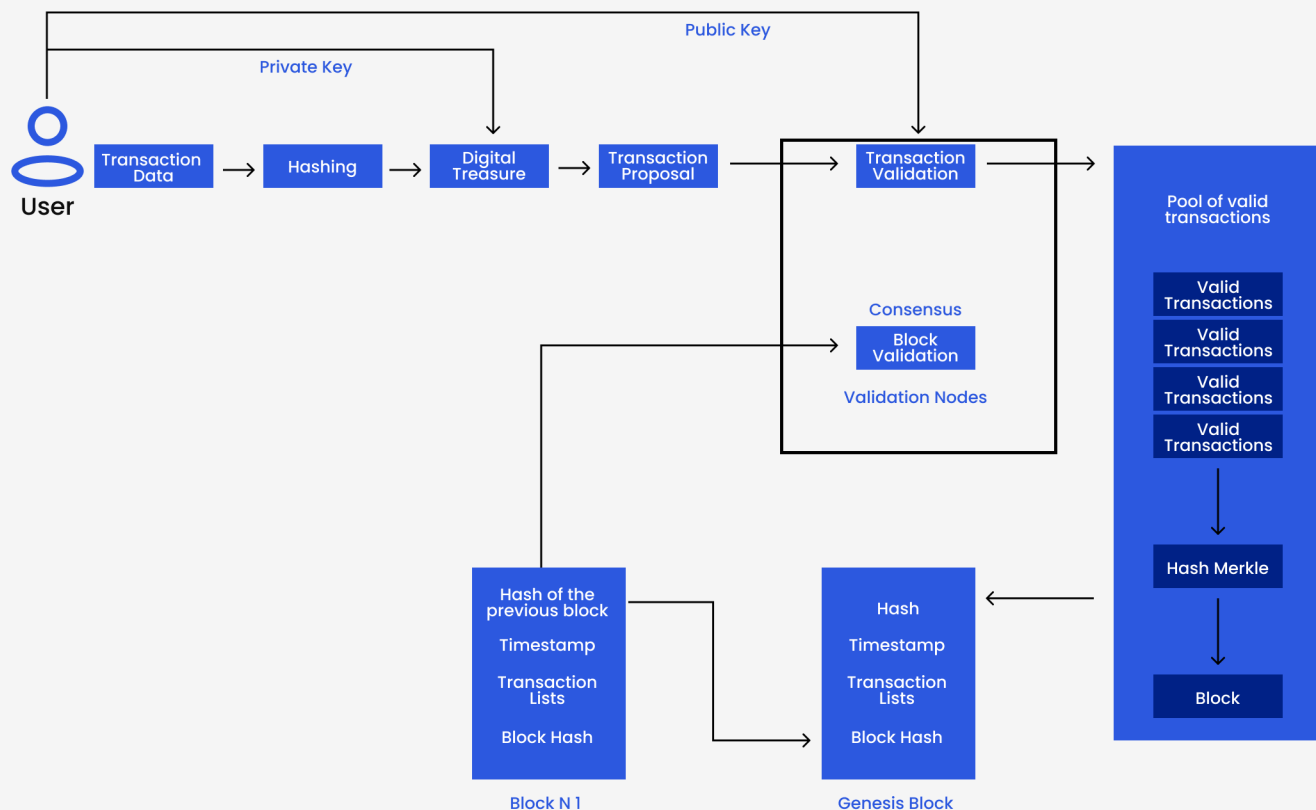 Public Key
Private Key
User
Transaction
Data
Hashing
Digital
Treasure
Transaction
Proposal
Transaction
Validation
Consensus
Block
Validation
Validation Nodes
Pool of valid
transactions
Valid
Transactions
Valid
Transactions
Valid
Transactions
Valid
Transactions
Hash Merkle
Block
Hash of the
previous block
Timestamp
Transaction
Lists
Block Hash
Block N 1
Hash
Timestamp
Transaction
Lists
Block Hash
Genesis Block